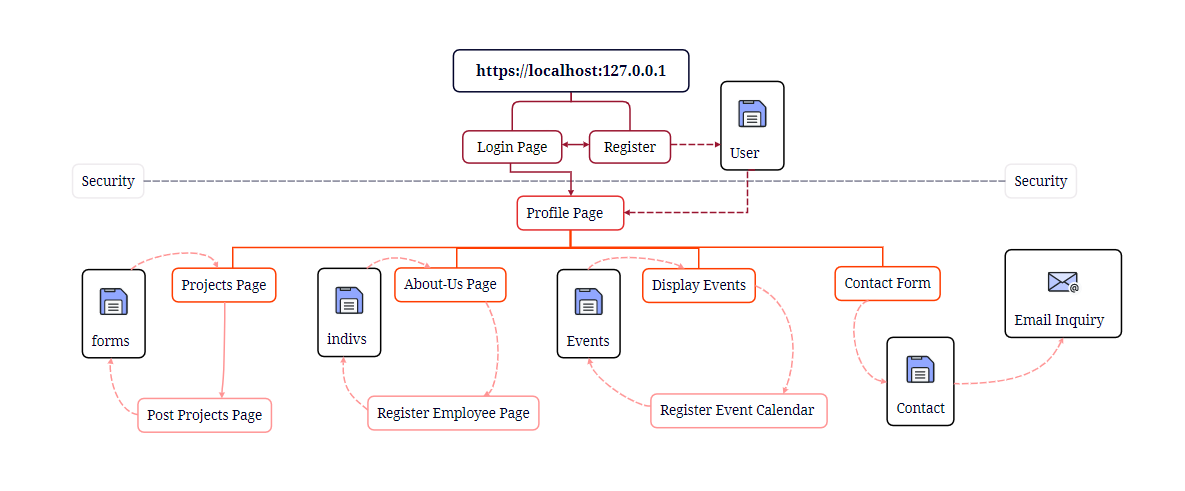 https://localhost:127.0.0.1
Login Page
Register
User
Security
Security
Profile Page
Projects Page
About-Us Page
Display Events
Contact Form
forms
indivs
Events
Email Inquiry
Post Projects Page
Register Employee Page
Register Event Calendar
Contact